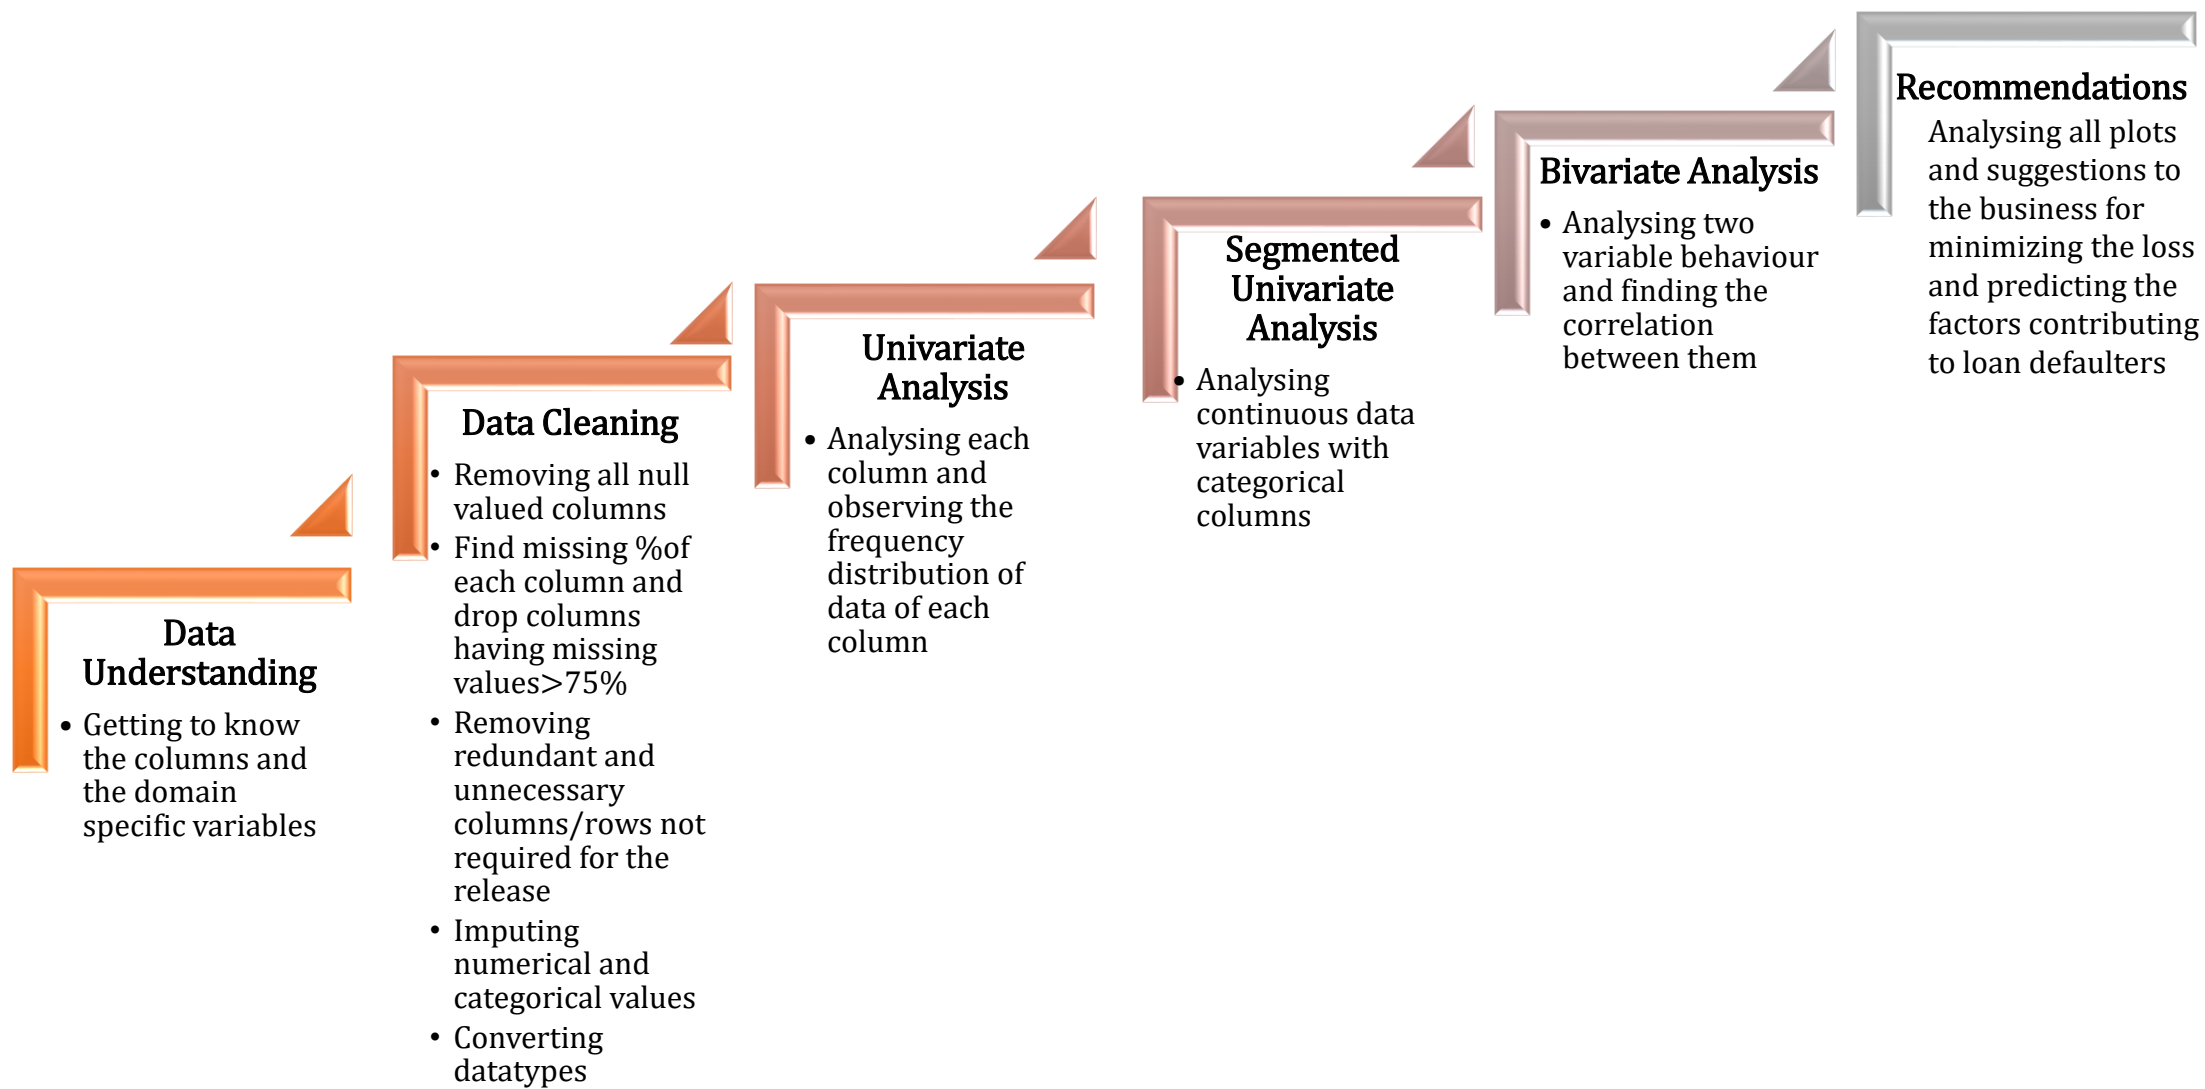 Data
Understanding
• Getting to know
the columns and
the domain
specific variables
Data Cleaning
• Removing all null
valued columns
• Find missing %of
each column and
drop columns
having missing
values>75%
• Removing
redundant and
unnecessary
columns/rows not
required for the
release
• Imputing
numerical and
categorical values
• Converting
datatypes
Univariate
Analysis
• Analysing each
column and
observing the
frequency
distribution of
data of each
column
Segmented
Univariate
Analysis
• Analysing
continuous data
variables with
categorical
columns
Bivariate Analysis
• Analysing two
variable behaviour
and finding the
correlation
between them
Recommendations
Analysing all plots
and suggestions to
the business for
minimizing the loss
and predicting the
factors contributing
to loan defaulters